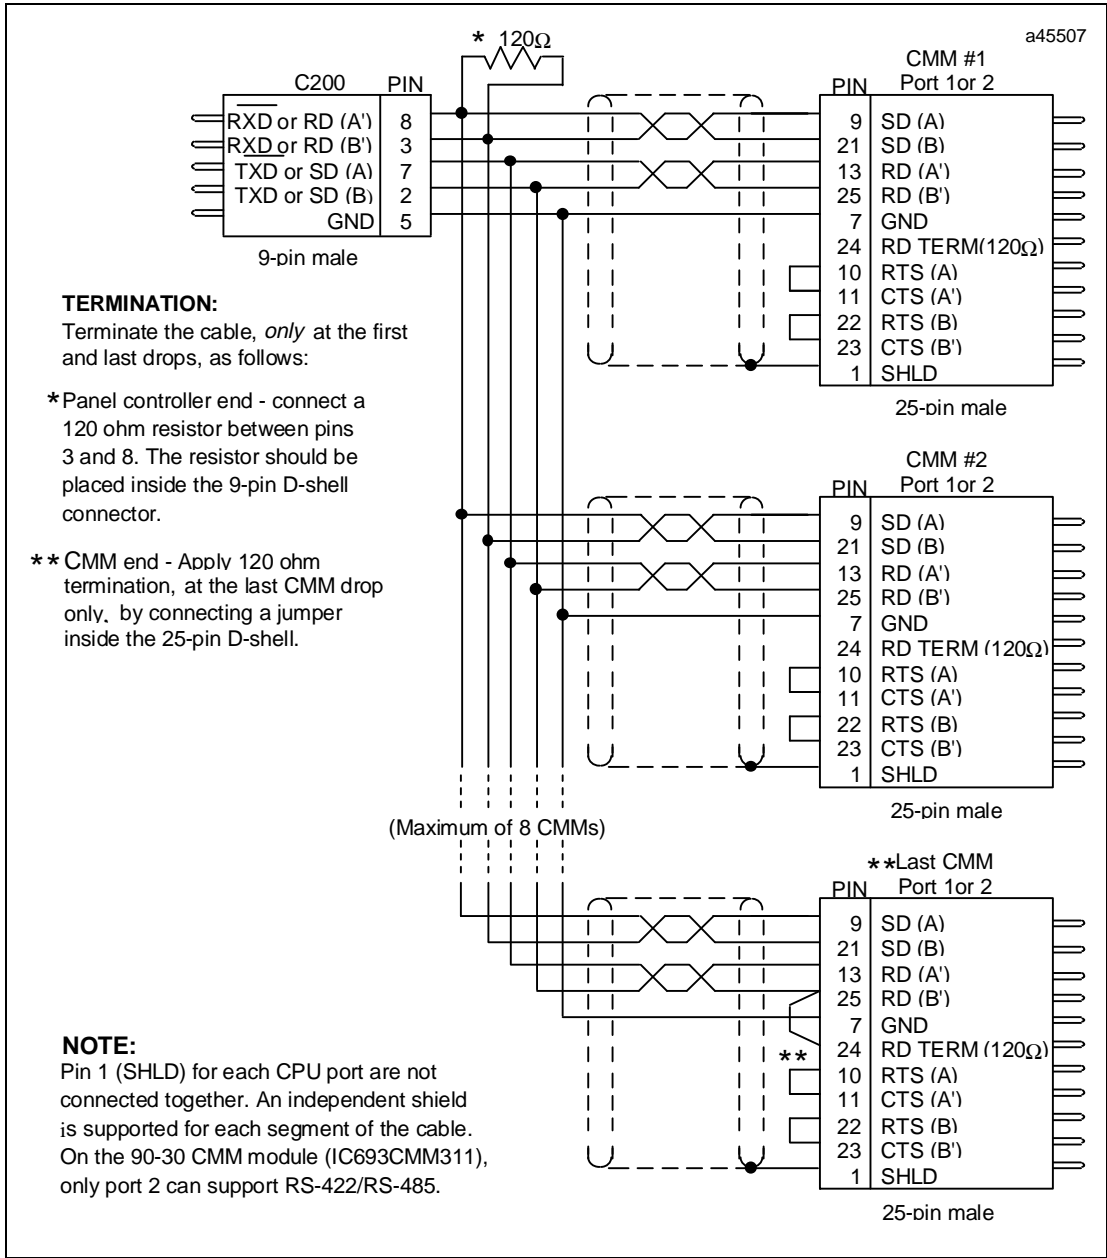 a45507
* 120Ω
C200 PIN
RXD or RD (A') 8
RXD or RD (B') 3
TXD or SD (A) 7
TXD or SD (B) 2
GND 5
9-pin male
CMM #1
PIN Port 1or 2
9 SD (A)
21 SD (B)
13 RD (A')
25 RD (B')
7 GND
24 RD TERM(120Ω)
10 RTS (A)
11 CTS (A')
22 RTS (B)
23 CTS (B')
1 SHLD
25-pin male
TERMINATION:
Terminate the cable, only at the first
and last drops, as follows:
*Panel controller end - connect a
120 ohm resistor between pins
3 and 8. The resistor should be
placed inside the 9-pin D-shell
connector.
**CMM end - Apply 120 ohm
termination, at the last CMM drop
only, by connecting a jumper
inside the 25-pin D-shell.
CMM #2
PIN Port 1or 2
9 SD (A)
21 SD (B)
13 RD (A')
25 RD (B')
7 GND
24 RD TERM (120Ω)
10 RTS (A)
11 CTS (A')
22 RTS (B)
23 CTS (B')
1 SHLD
25-pin male
(Maximum of 8 CMMs)
**Last CMM
PIN Port 1or 2
9 SD (A)
21 SD (B)
13 RD (A')
25 RD (B')
7 GND
24 RD TERM (120Ω)
**
10 RTS (A)
11 CTS (A')
22 RTS (B)
23 CTS (B')
1 SHLD
25-pin male
NOTE:
Pin 1 (SHLD) for each CPU port are not
connected together. An independent shield
is supported for each segment of the cable.
On the 90-30 CMM module (IC693CMM311),
only port 2 can support RS-422/RS-485.